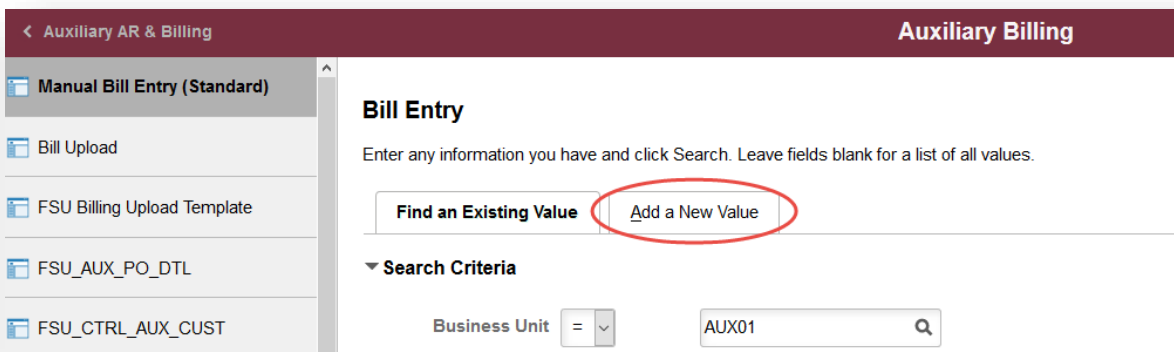 Auxiliary AR & Billing
Auxiliary Billing
Manual Bill Entry (Standard)
Bill Upload
FSU Billing Upload Template
FSU_AUX_PO_DTL
FSU_CTRL_AUX_CUST
Bill Entry
Enter any information you have and click Search. Leave fields blank for a list of all values.
Find an Existing Value
Add a New Value
Search Criteria
Business Unit = AUX01